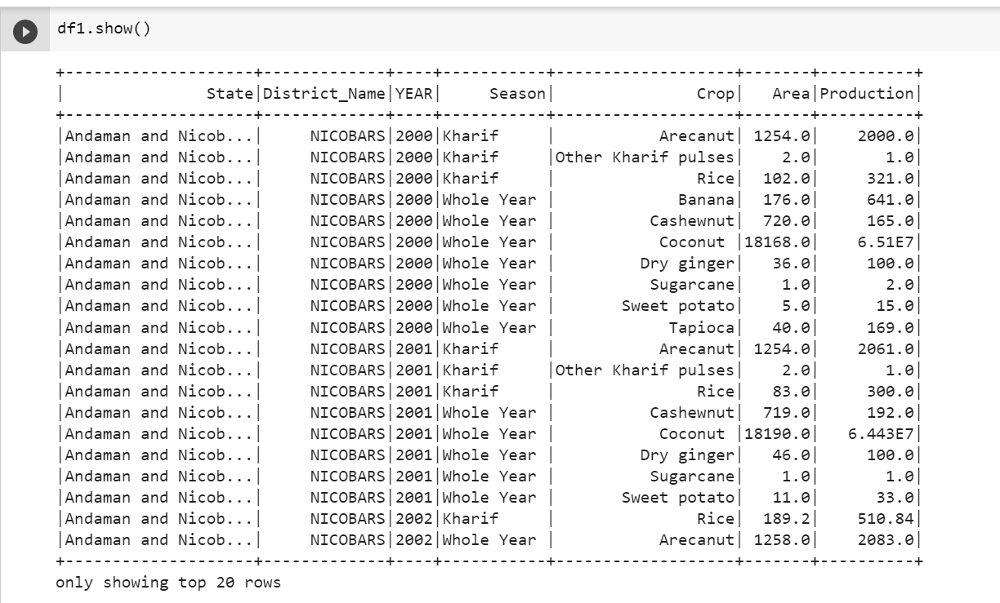 df1.show()
+--------------------+-------------+----+-----------+-------------------+-------+----------+
|               State|District_Name|YEAR|     Season|               Crop|   Area|Production|
+--------------------+-------------+----+-----------+-------------------+-------+----------+
|Andaman and Nicob...|     NICOBARS|2000|Kharif     |           Arecanut| 1254.0|    2000.0|
|Andaman and Nicob...|     NICOBARS|2000|Kharif     |Other Kharif pulses|    2.0|       1.0|
|Andaman and Nicob...|     NICOBARS|2000|Kharif     |               Rice|  102.0|     321.0|
|Andaman and Nicob...|     NICOBARS|2000|Whole Year |             Banana|  176.0|     641.0|
|Andaman and Nicob...|     NICOBARS|2000|Whole Year |          Cashewnut|  720.0|     165.0|
|Andaman and Nicob...|     NICOBARS|2000|Whole Year |           Coconut |18168.0|    6.51E7|
|Andaman and Nicob...|     NICOBARS|2000|Whole Year |         Dry ginger|   36.0|     100.0|
|Andaman and Nicob...|     NICOBARS|2000|Whole Year |          Sugarcane|    1.0|       2.0|
|Andaman and Nicob...|     NICOBARS|2000|Whole Year |       Sweet potato|    5.0|      15.0|
|Andaman and Nicob...|     NICOBARS|2000|Whole Year |            Tapioca|   40.0|     169.0|
|Andaman and Nicob...|     NICOBARS|2001|Kharif     |           Arecanut| 1254.0|    2061.0|
|Andaman and Nicob...|     NICOBARS|2001|Kharif     |Other Kharif pulses|    2.0|       1.0|
|Andaman and Nicob...|     NICOBARS|2001|Kharif     |               Rice|   83.0|     300.0|
|Andaman and Nicob...|     NICOBARS|2001|Whole Year |          Cashewnut|  719.0|     192.0|
|Andaman and Nicob...|     NICOBARS|2001|Whole Year |           Coconut |18190.0|   6.443E7|
|Andaman and Nicob...|     NICOBARS|2001|Whole Year |         Dry ginger|   46.0|     100.0|
|Andaman and Nicob...|     NICOBARS|2001|Whole Year |          Sugarcane|    1.0|       1.0|
|Andaman and Nicob...|     NICOBARS|2001|Whole Year |       Sweet potato|   11.0|      33.0|
|Andaman and Nicob...|     NICOBARS|2002|Kharif     |               Rice|  189.2|    510.84|
|Andaman and Nicob...|     NICOBARS|2002|Whole Year |           Arecanut| 1258.0|    2083.0|
+--------------------+-------------+----+-----------+-------------------+-------+----------+
only showing top 20 rows